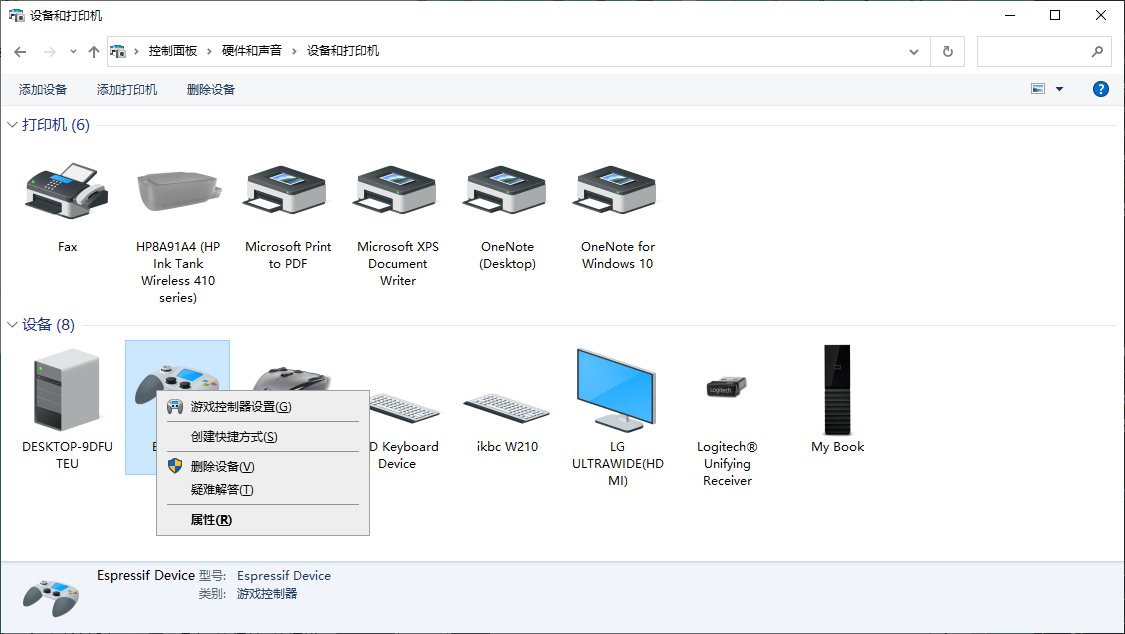 设备和打印机
控制面板 硬件和声音 设备和打印机
添加设备 添加打印机 删除设备
打印机 (6)
Fax
HP8A91A4 (HP
Ink Tank
Wireless 410
series)
Microsoft Print
to PDF
Microsoft XPS
Document
Writer
OneNote
(Desktop)
OneNote for
Windows 10
设备 (8)
DESKTOP-9DFU
TEU
游戏控制器设置(G)
创建快捷方式(S)
删除设备(V)
疑难解答(T)
属性(R)
D Keyboard
Device
ikbc W210
LG
ULTRAWIDE(HD
MI)
Logitech
Logitech®
Unifying
Receiver
My Book
Espressif Device 型号: Espressif Device
类别: 游戏控制器